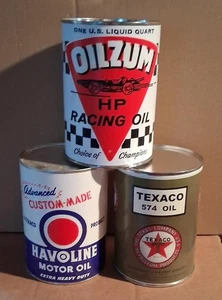 ONE U.S. LIQUID QUART
OILZUM
HP
RACING OIL
Choice of Champions
Advanced
CUSTOM-MADE
HAVOLINE
MOTOR OIL
EXTRA HEAVY DUTY
TEXACO
574 OIL
TEXACO